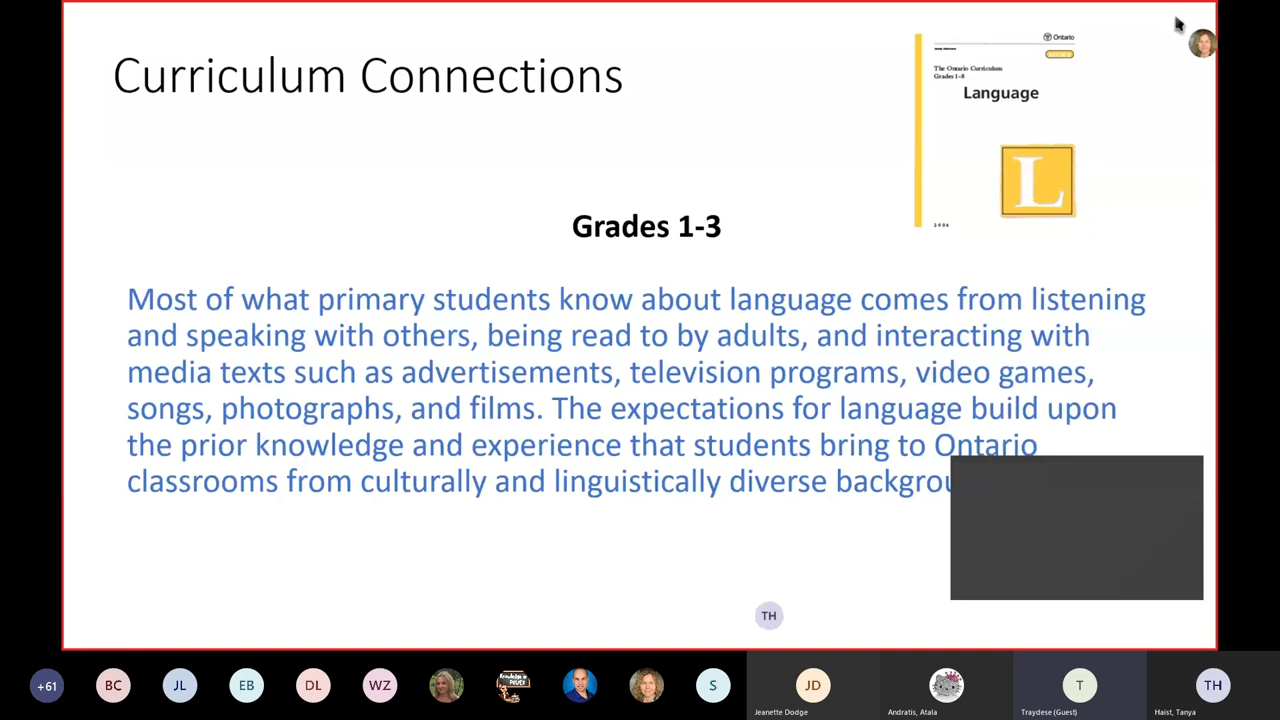 Curriculum Connections
Ontario
The Ontario Curriculum
Grades 1-8
Language
L
2006
Grades 1-3
Most of what primary students know about language comes from listening
and speaking with others, being read to by adults, and interacting with
media texts such as advertisements, television programs, video games,
songs, photographs, and films. The expectations for language build upon
the prior knowledge and experience that students bring to Ontario
classrooms from culturally and linguistically diverse
TH
+61
BC
JL
EB
DL
WZ
Knowledge is
POWER
S
JD
T
TH
Jeanette Dodge
Andratis, Atala
Traydese (Guest)
Haist, Tanya